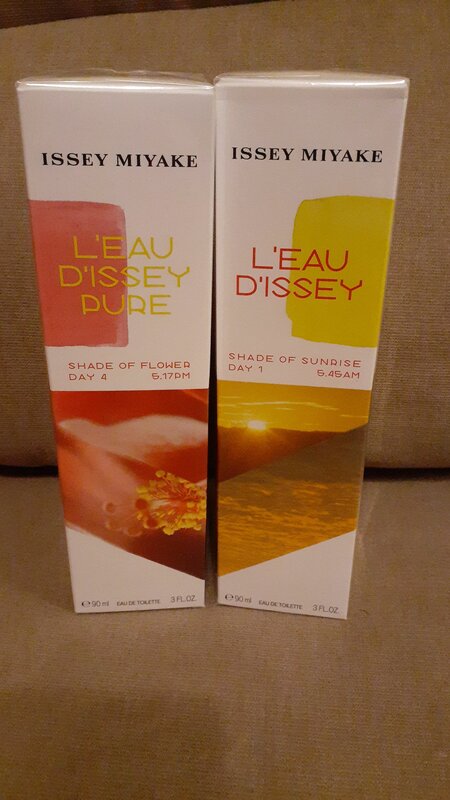 ISSEY MIYAKE
L'EAU
D'ISSEY
PURE
SHADE OF FLOWER
DAY 4 5.17PM
e 90 ml EAU DE TOILETTE 3 FL.OZ.
ISSEY MIYAKE
L'EAU
D'ISSEY
SHADE OF SUNRISE
DAY 1 5.45AM
e 90 ml EAU DE TOILETTE 3 FL.OZ.